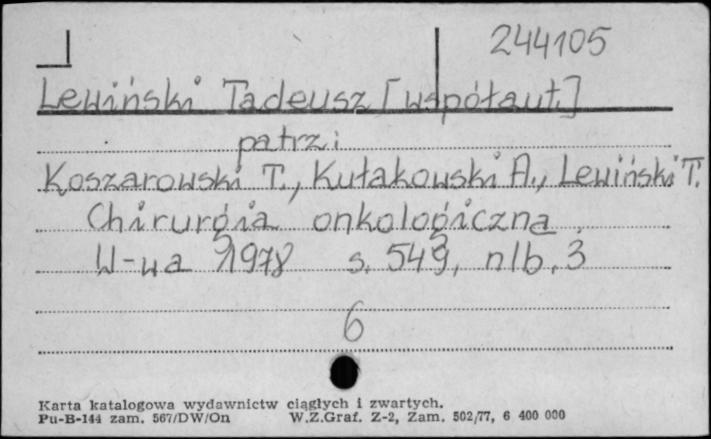 244105
Lewiński Tadeusz [współaut.]
patrz:
Koszarowski T., Kułakowski A., Lewiński T.
Chirurgia onkologiczna
W-wa 1978 s. 549, nlb. 3
6
Karta katalogowa wydawnictw ciągłych i zwartych.
Pu-B-144 zam. 567/DW/On W.Z.Graf. Z-2, Zam. 502/77, 6 400 000